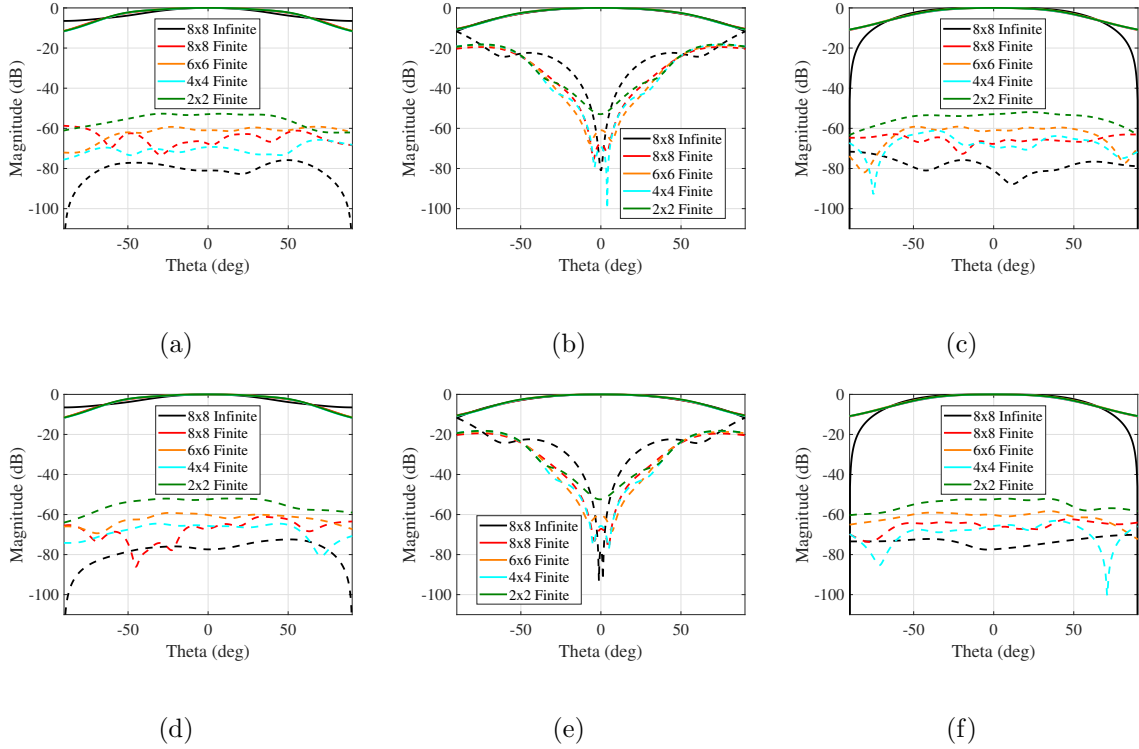 0
-20
-40
-60
-80
-100
Magnitude (dB)
8x8 Infinite
8x8 Finite
6x6 Finite
4x4 Finite
2x2 Finite
-50
0
50
Theta (deg)
(a)
0
-20
-40
-60
-80
-100
Magnitude (dB)
8x8 Infinite
8x8 Finite
6x6 Finite
4x4 Finite
2x2 Finite
-50
0
50
Theta (deg)
(b)
0
-20
-40
-60
-80
-100
Magnitude (dB)
8x8 Infinite
8x8 Finite
6x6 Finite
4x4 Finite
2x2 Finite
-50
0
50
Theta (deg)
(c)
0
-20
-40
-60
-80
-100
Magnitude (dB)
8x8 Infinite
8x8 Finite
6x6 Finite
4x4 Finite
2x2 Finite
-50
0
50
Theta (deg)
(d)
0
-20
-40
-60
-80
-100
Magnitude (dB)
8x8 Infinite
8x8 Finite
6x6 Finite
4x4 Finite
2x2 Finite
-50
0
50
Theta (deg)
(e)
0
-20
-40
-60
-80
-100
Magnitude (dB)
8x8 Infinite
8x8 Finite
6x6 Finite
4x4 Finite
2x2 Finite
-50
0
50
Theta (deg)
(f)